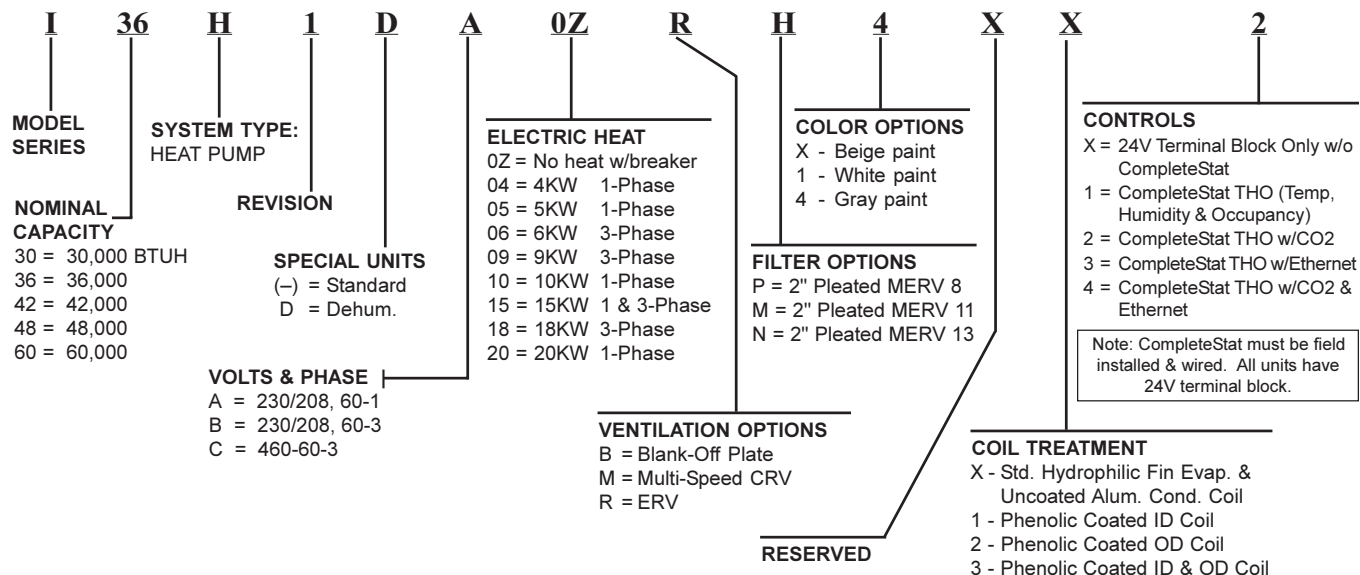 I 36 H 1 D A 0Z R H 4 X X 2
MODEL
SERIES
SYSTEM TYPE:
HEAT PUMP
NOMINAL
CAPACITY
30 = 30,000 BTUH
36 = 36,000
42 = 42,000
48 = 48,000
60 = 60,000
REVISION
SPECIAL UNITS
(–) = Standard
D = Dehum.
VOLTS & PHASE
A = 230/208, 60-1
B = 230/208, 60-3
C = 460-60-3
ELECTRIC HEAT
0Z = No heat w/breaker
04 = 4KW 1-Phase
05 = 5KW 1-Phase
06 = 6KW 3-Phase
09 = 9KW 3-Phase
10 = 10KW 1-Phase
15 = 15KW 1 & 3-Phase
18 = 18KW 3-Phase
20 = 20KW 1-Phase
VENTILATION OPTIONS
B = Blank-Off Plate
M = Multi-Speed CRV
R = ERV
COLOR OPTIONS
X - Beige paint
1 - White paint
4 - Gray paint
FILTER OPTIONS
P = 2" Pleated MERV 8
M = 2" Pleated MERV 11
N = 2" Pleated MERV 13
RESERVED
CONTROLS
X = 24V Terminal Block Only w/o
CompleteStat
1 = CompleteStat THO (Temp,
Humidity & Occupancy)
2 = CompleteStat THO w/CO2
3 = CompleteStat THO w/Ethernet
4 = CompleteStat THO w/CO2 &
Ethernet
Note: CompleteStat must be field
installed & wired. All units have
24V terminal block.
COIL TREATMENT
X - Std. Hydrophilic Fin Evap. &
Uncoated Alum. Cond. Coil
1 - Phenolic Coated ID Coil
2 - Phenolic Coated OD Coil
3 - Phenolic Coated ID & OD Coil